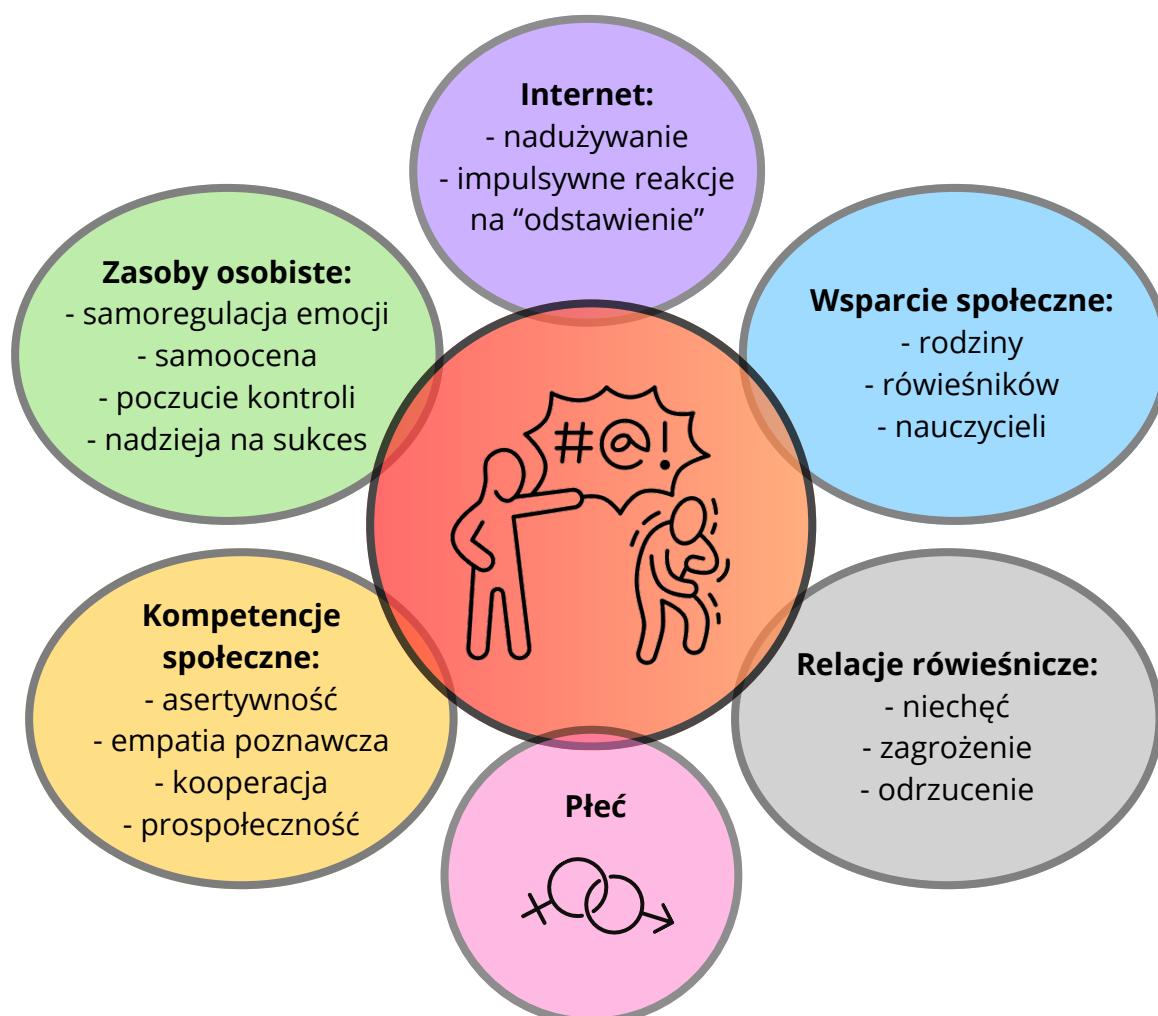 Internet:
- nadużywanie
- impulsywne reakcje
na “odstawienie”
Zasoby osobiste:
- samoregulacja emocji
- samoocena
- poczucie kontroli
- nadzieja na sukces
Wsparcie społeczne:
- rodziny
- rówieśników
- nauczycieli
#@!
Kompetencje
społeczne:
- asertywność
- empatia poznawcza
- kooperacja
- prospołeczność
Relacje rówieśnicze:
- niechęć
- zagrożenie
- odrzucenie
Płeć